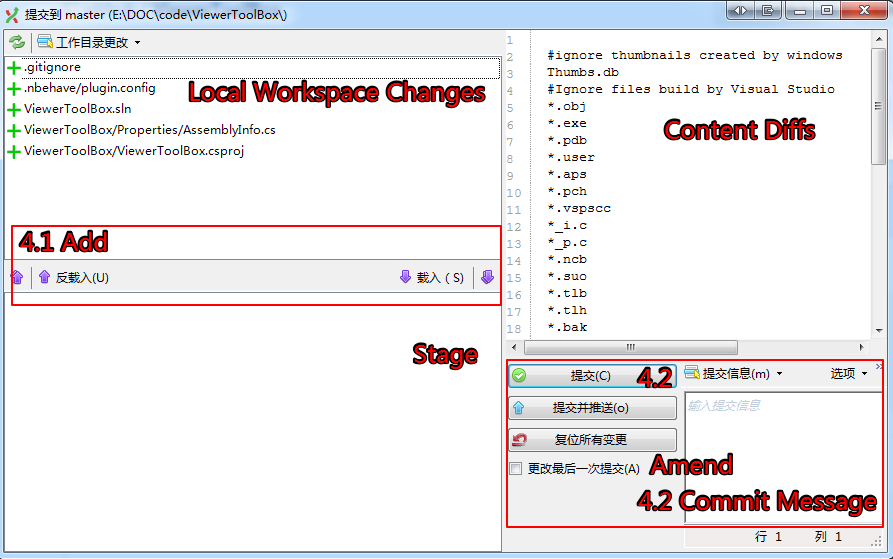 提交到 master (E:\DOC\code\ViewerToolBox\)
工作目录更改
.gitignore
.nbehave/plugin.config
ViewerToolBox.sln
ViewerToolBox/Properties/AssemblyInfo.cs
ViewerToolBox/ViewerToolBox.csproj
Local Workspace Changes
4.1 Add
反载入(U)
载入 ( S)
Stage
1
2 #ignore thumbnails created by windows
3 Thumbs.db
4 #Ignore files build by Visual Studio
5 *.obj
6 *.exe
7 *.pdb
8 *.user
9 *.aps
10 *.pch
11 *.vspscc
12 *_i.c
13 *_p.c
14 *.ncb
15 *.suo
16 *.tlb
17 *.tlh
18 *.bak
Content Diffs
提交(C)
4.2
提交信息(m)
选项
提交并推送(o)
输入提交信息
复位所有变更
更改最后一次提交(A)
Amend
4.2 Commit Message
行 1 列 1